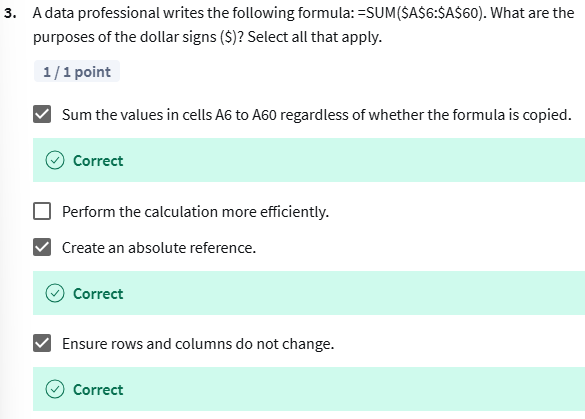 3. A data professional writes the following formula: =SUM($A$6:$A$60). What are the
purposes of the dollar signs ($)? Select all that apply.
1 / 1 point
Sum the values in cells A6 to A60 regardless of whether the formula is copied.
Correct
Perform the calculation more efficiently.
Create an absolute reference.
Correct
Ensure rows and columns do not change.
Correct